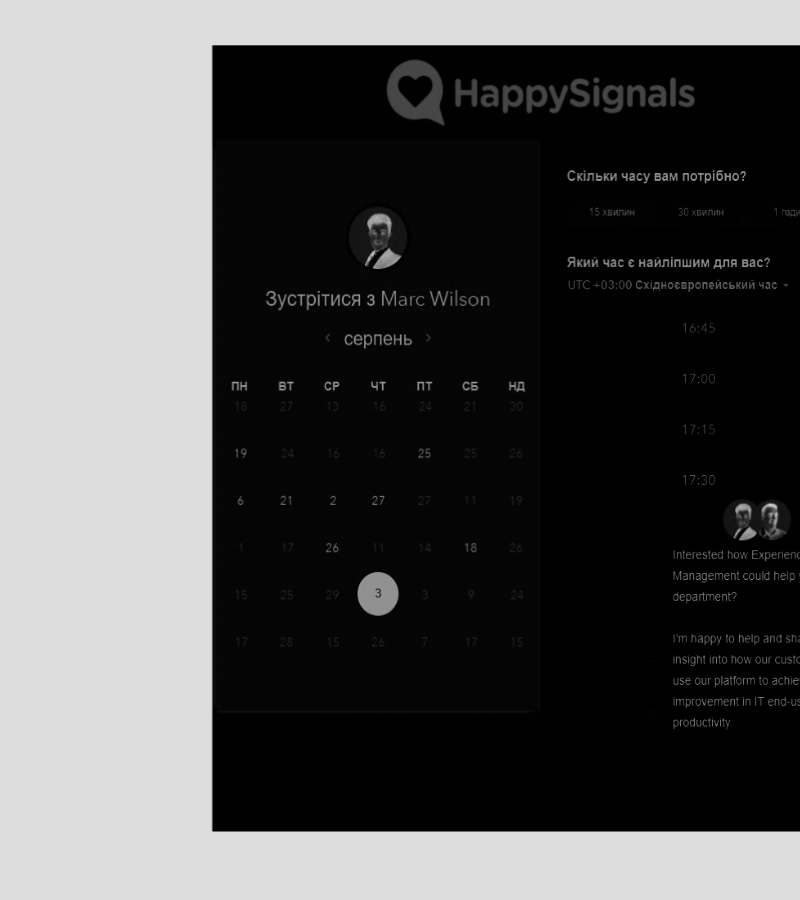 HappySignals
Зустрітися з Marc Wilson
серпень
ПН ВТ СР ЧТ ПТ СБ НД
18 27 13 16 24 21 30
19 24 16 16 25 25 26
6 21 2 27 27 11 19
1 17 26 11 14 18 26
15 25 29 3 3 9 24
17 28 15 26 7 17 15
Скільки часу вам потрібно?
15 хвилин 30 хвилин 1 годи
Який час є найліпшим для вас?
UTC +03:00 Східноєвропейський час
16:45
17:00
17:15
17:30
Interested how Experienc
Management could help y
department?
I'm happy to help and sha
insight into how our custo
use our platform to achiev
improvement in IT end-us
productivity.